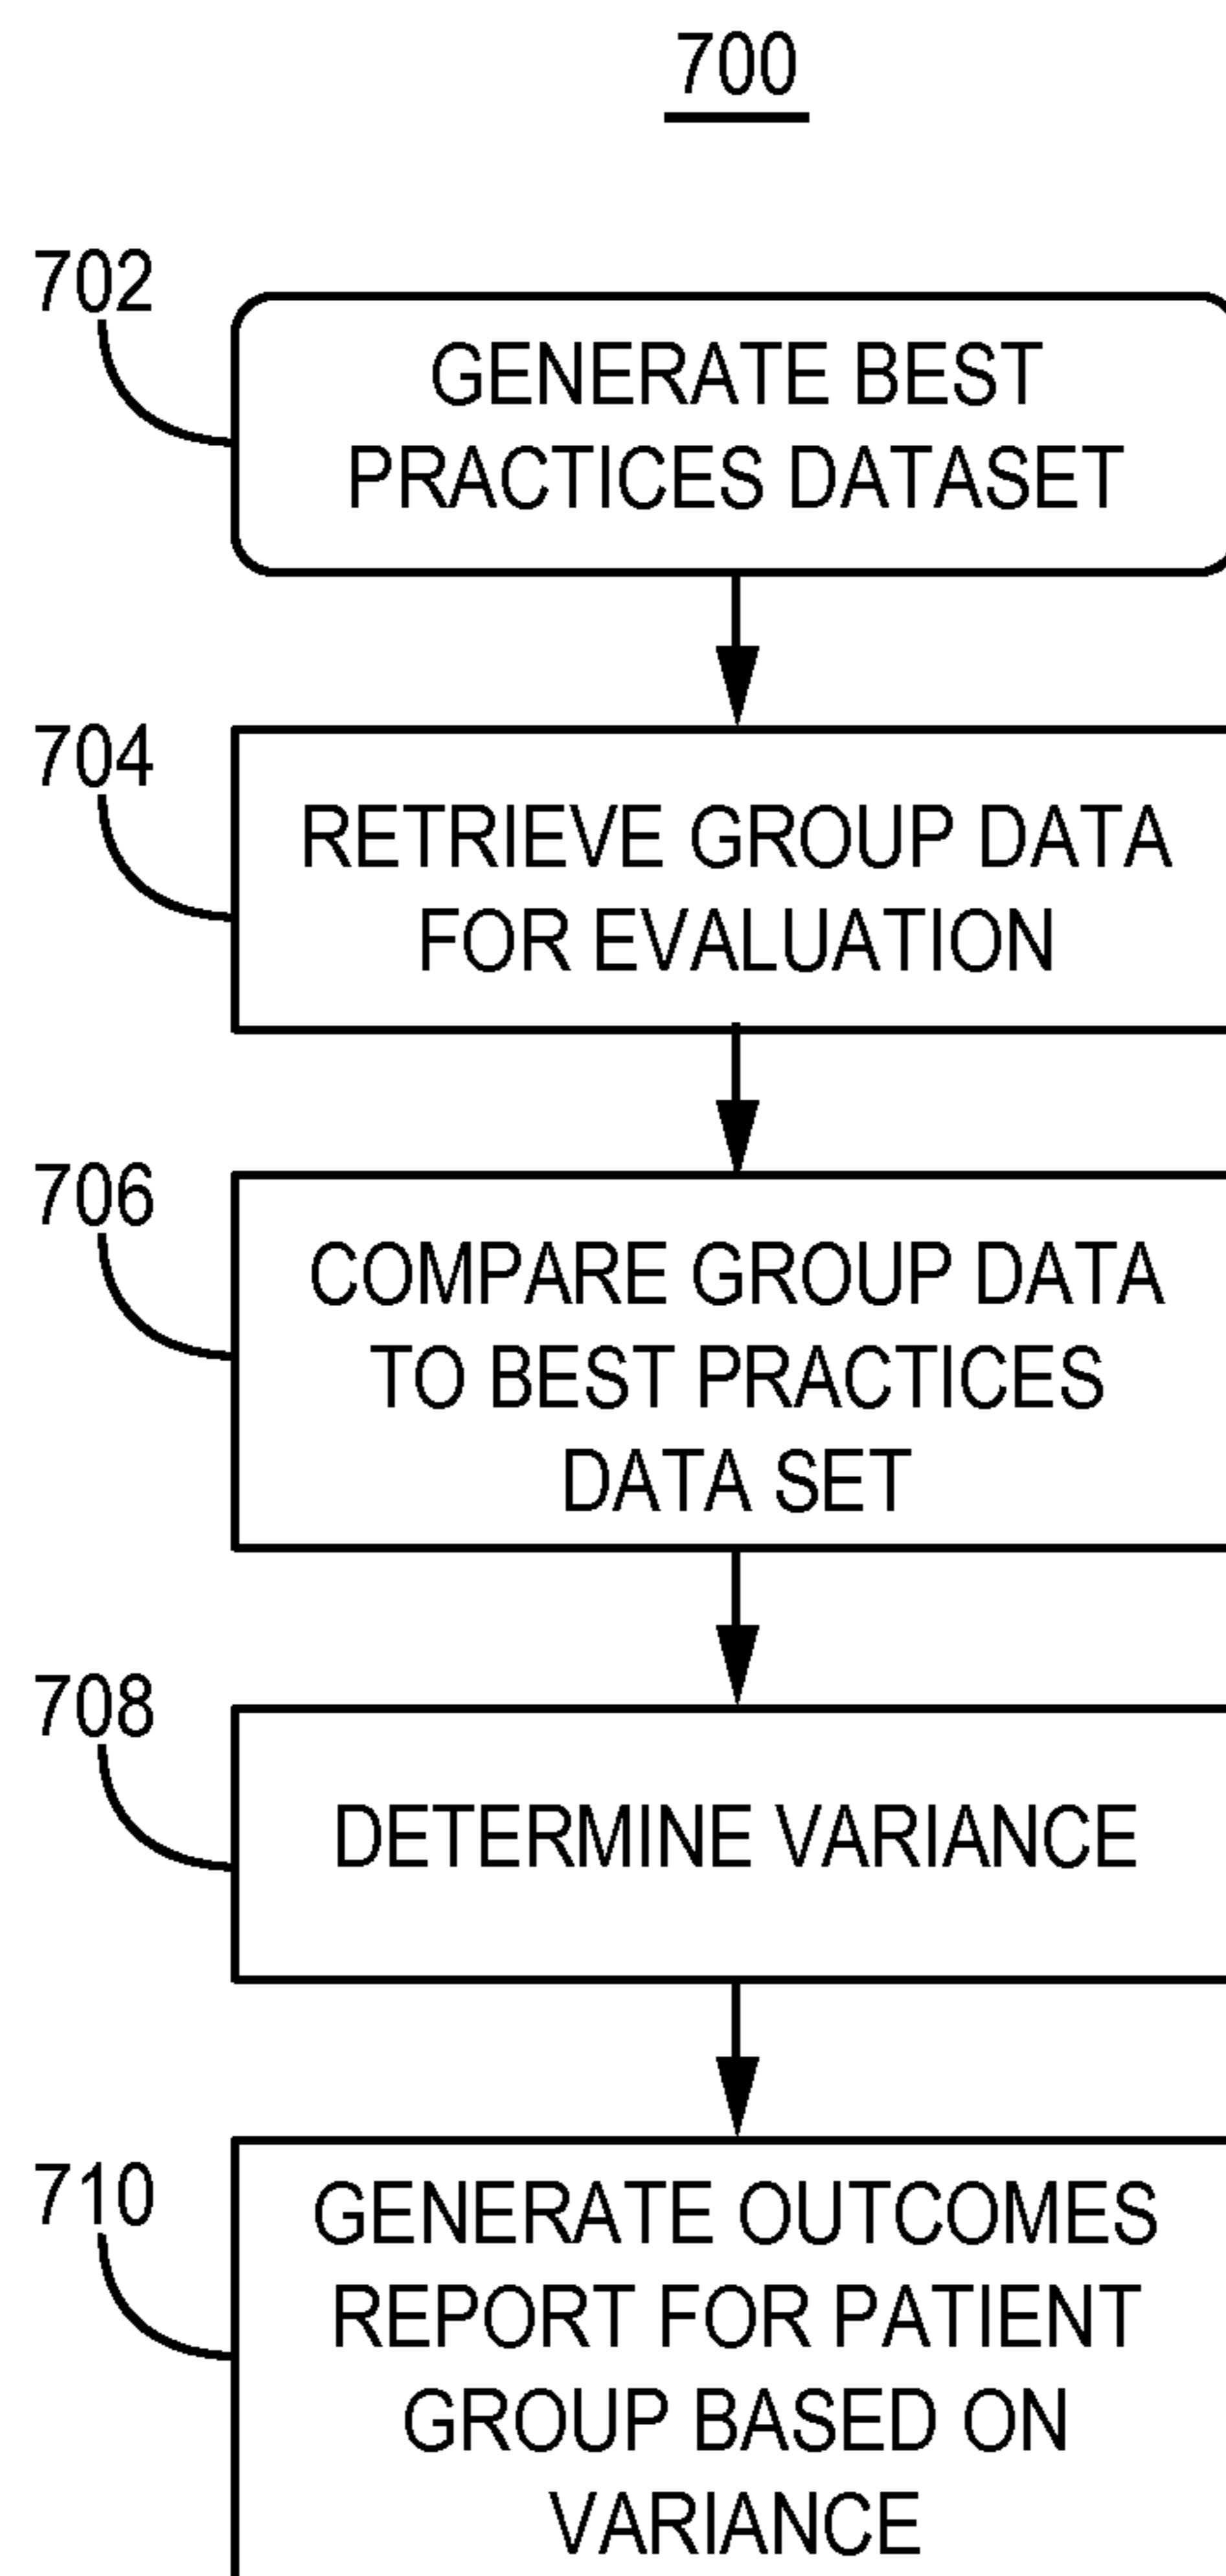 700
702
GENERATE BEST
PRACTICES DATASET
704
RETRIEVE GROUP DATA
FOR EVALUATION
706
COMPARE GROUP DATA
TO BEST PRACTICES
DATA SET
708
DETERMINE VARIANCE
710
GENERATE OUTCOMES
REPORT FOR PATIENT
GROUP BASED ON
VARIANCE